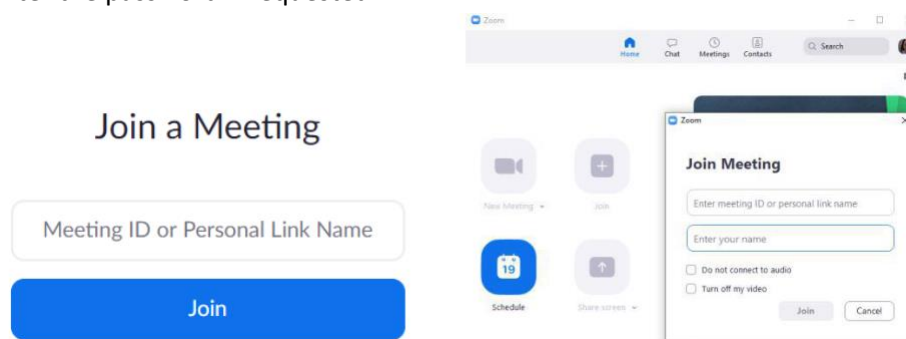 Zoom
Home
Chat
Meetings
Contacts
Search
Join a Meeting
Meeting ID or Personal Link Name
Join
New Meeting
Join
19
Schedule
Share screen
Zoom
Join Meeting
Enter meeting ID or personal link name
Enter your name
Do not connect to audio
Turn off my video
Join
Cancel